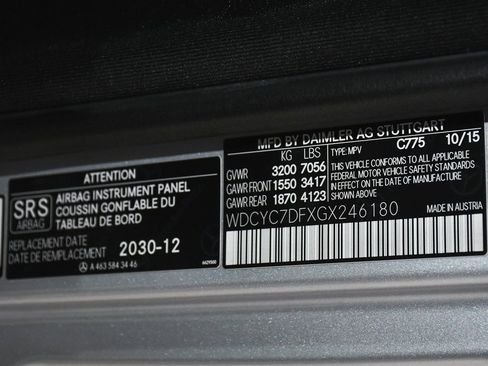 ATTENTION
SRS
AIRBAG
AIRBAG INSTRUMENT PANEL
COUSSIN GONFLABLE DU
TABLEAU DE BORD
REPLACEMENT DATE
DATE DE REMPLACEMENT
2030-12
A 463 584 34 46
MFD BY DAIMLER AG STUTTGART
C775 10/15
KG LBS
TYPE: MPV
GVWR 3200 7056
GAWR FRONT 1550 3417
GAWR REAR 1870 4123
THIS VEHICLE CONFORMS TO ALL APPLICABLE
FEDERAL MOTOR VEHICLE SAFETY STANDARDS
IN EFFECT ON THE DATE OF MANUFACTURE
SHOWN ABOVE.
MADE IN AUSTRIA
WDCYC7DFXGX246180